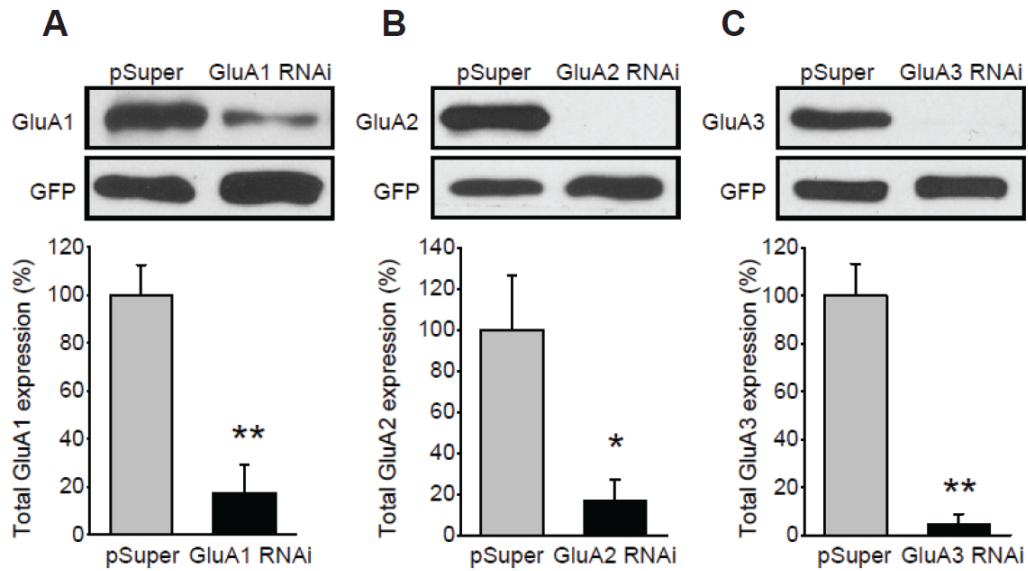 A
pSuper GluA1 RNAi
GluA1
GFP
Total GluA1 expression (%)
120
100
80
60
40
20
0
**
pSuper GluA1 RNAi
B
pSuper GluA2 RNAi
GluA2
GFP
Total GluA2 expression (%)
140
120
100
80
60
40
20
0
*
pSuper GluA2 RNAi
C
pSuper GluA3 RNAi
GluA3
GFP
Total GluA3 expression (%)
120
100
80
60
40
20
0
**
pSuper GluA3 RNAi